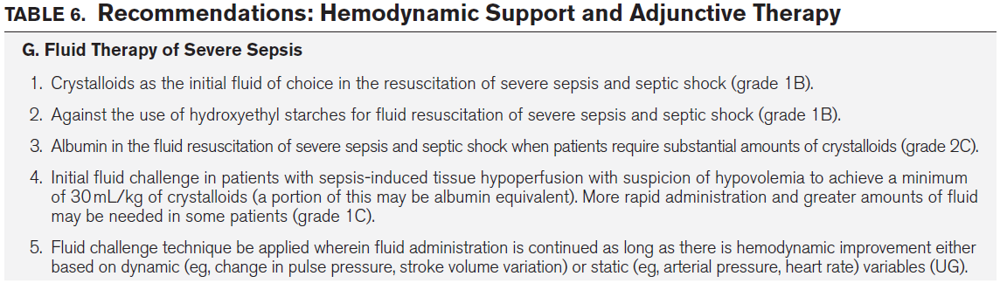 TABLE 6. Recommendations: Hemodynamic Support and Adjunctive Therapy
G. Fluid Therapy of Severe Sepsis
1. Crystalloids as the initial fluid of choice in the resuscitation of severe sepsis and septic shock (grade 1B).
2. Against the use of hydroxyethyl starches for fluid resuscitation of severe sepsis and septic shock (grade 1B).
3. Albumin in the fluid resuscitation of severe sepsis and septic shock when patients require substantial amounts of crystalloids (grade 2C).
4. Initial fluid challenge in patients with sepsis-induced tissue hypoperfusion with suspicion of hypovolemia to achieve a minimum
of 30 mL/kg of crystalloids (a portion of this may be albumin equivalent). More rapid administration and greater amounts of fluid
may be needed in some patients (grade 1C).
5. Fluid challenge technique be applied wherein fluid administration is continued as long as there is hemodynamic improvement either
based on dynamic (eg, change in pulse pressure, stroke volume variation) or static (eg, arterial pressure, heart rate) variables (UG).